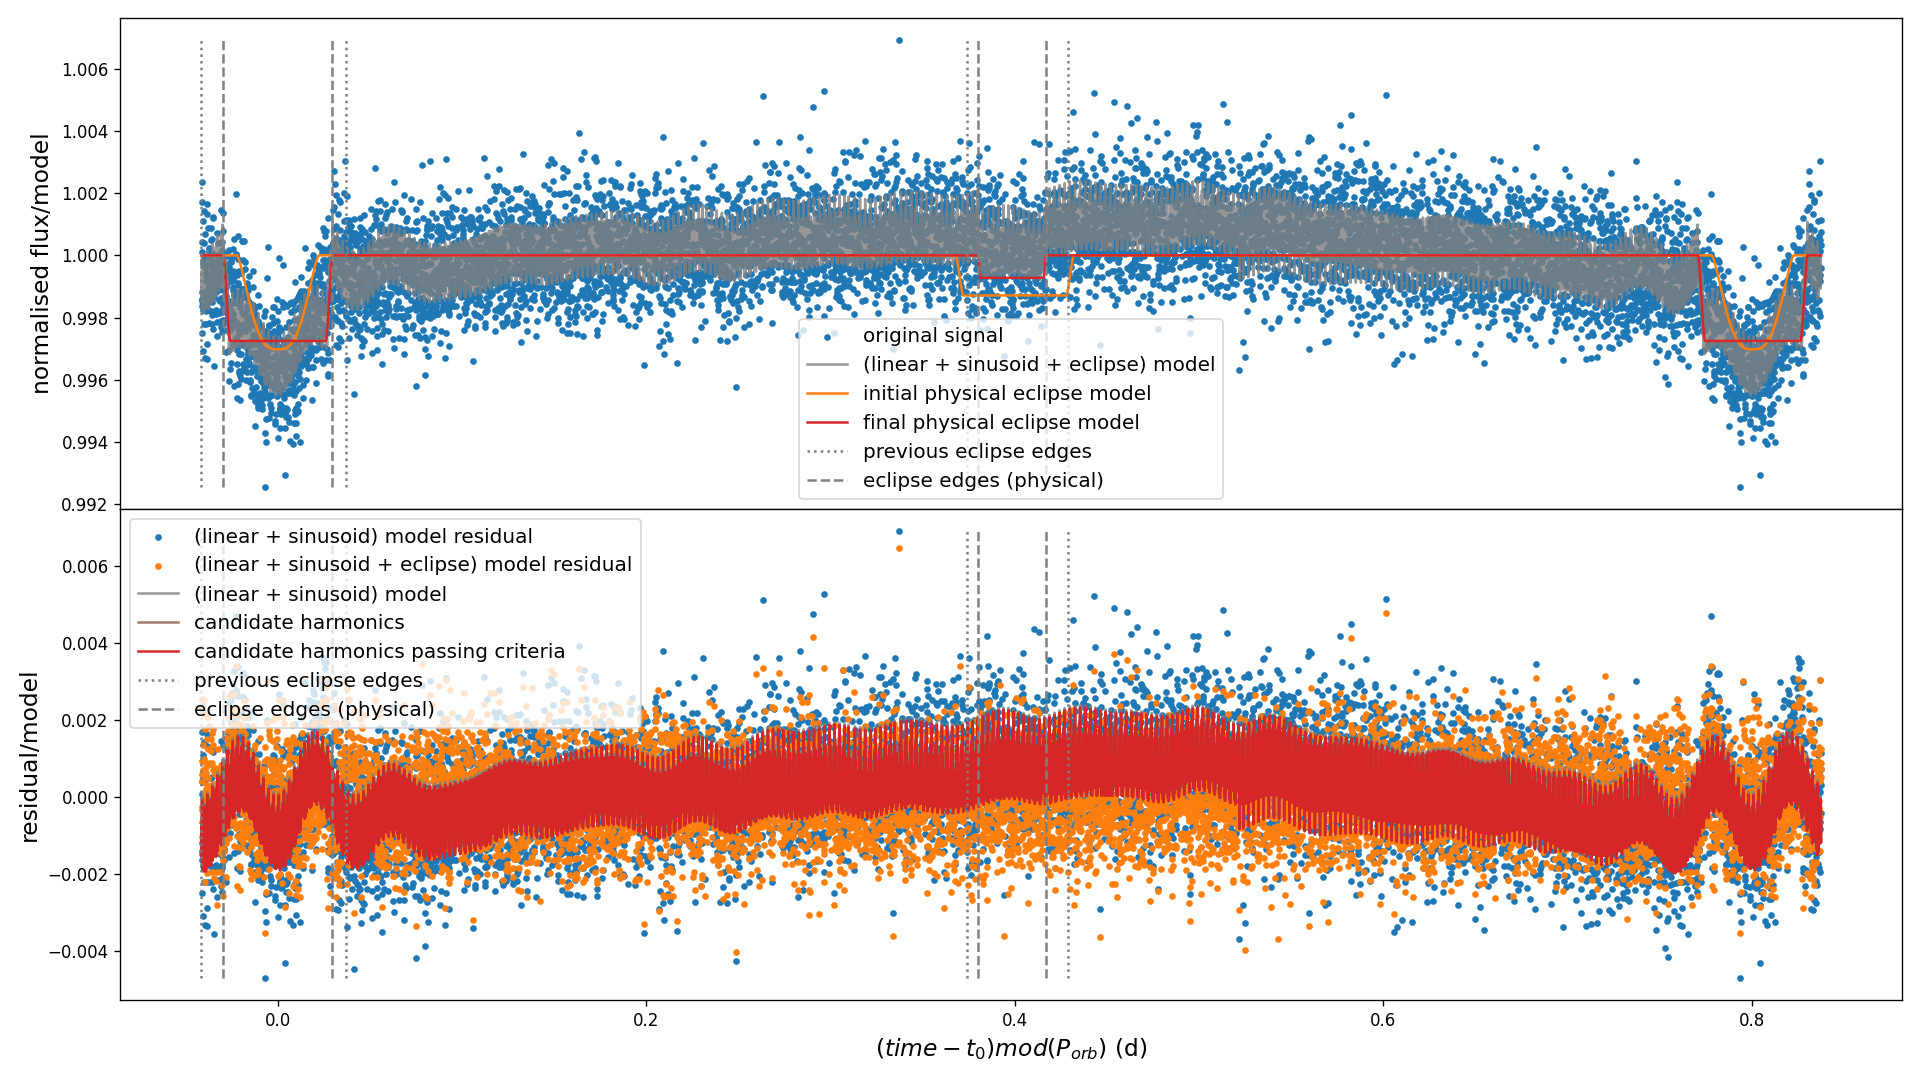 normalised flux/model
1.006
1.004
1.002
1.000
0.998
0.996
0.994
0.992
original signal
(linear + sinusoid + eclipse) model
initial physical eclipse model
final physical eclipse model
previous eclipse edges
eclipse edges (physical)
residual/model
0.006
0.004
0.002
0.000
−0.002
−0.004
(linear + sinusoid) model residual
(linear + sinusoid + eclipse) model residual
(linear + sinusoid) model
candidate harmonics
candidate harmonics passing criteria
previous eclipse edges
eclipse edges (physical)
0.0 0.2 0.4 0.6 0.8
(time − t₀)mod(P_orb) (d)